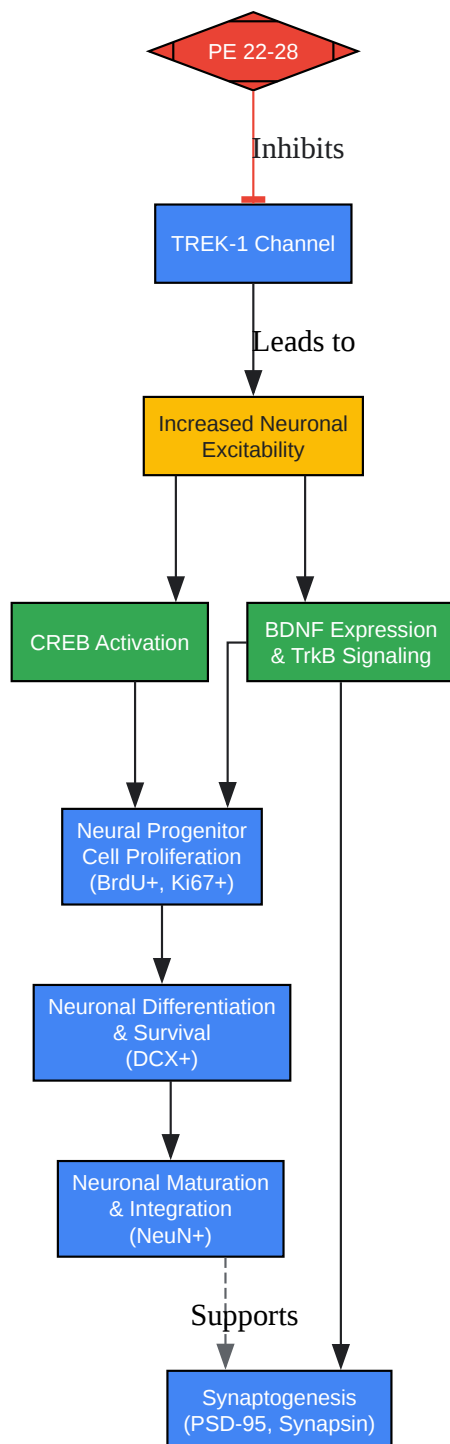 PE 22-28
Inhibits
TREK-1 Channel
Leads to
Increased Neuronal
Excitability
CREB Activation
BDNF Expression
& TrkB Signaling
Neural Progenitor
Cell Proliferation
(BrdU+, Ki67+)
Neuronal Differentiation
& Survival
(DCX+)
Neuronal Maturation
& Integration
(NeuN+)
Supports
Synaptogenesis
(PSD-95, Synapsin)